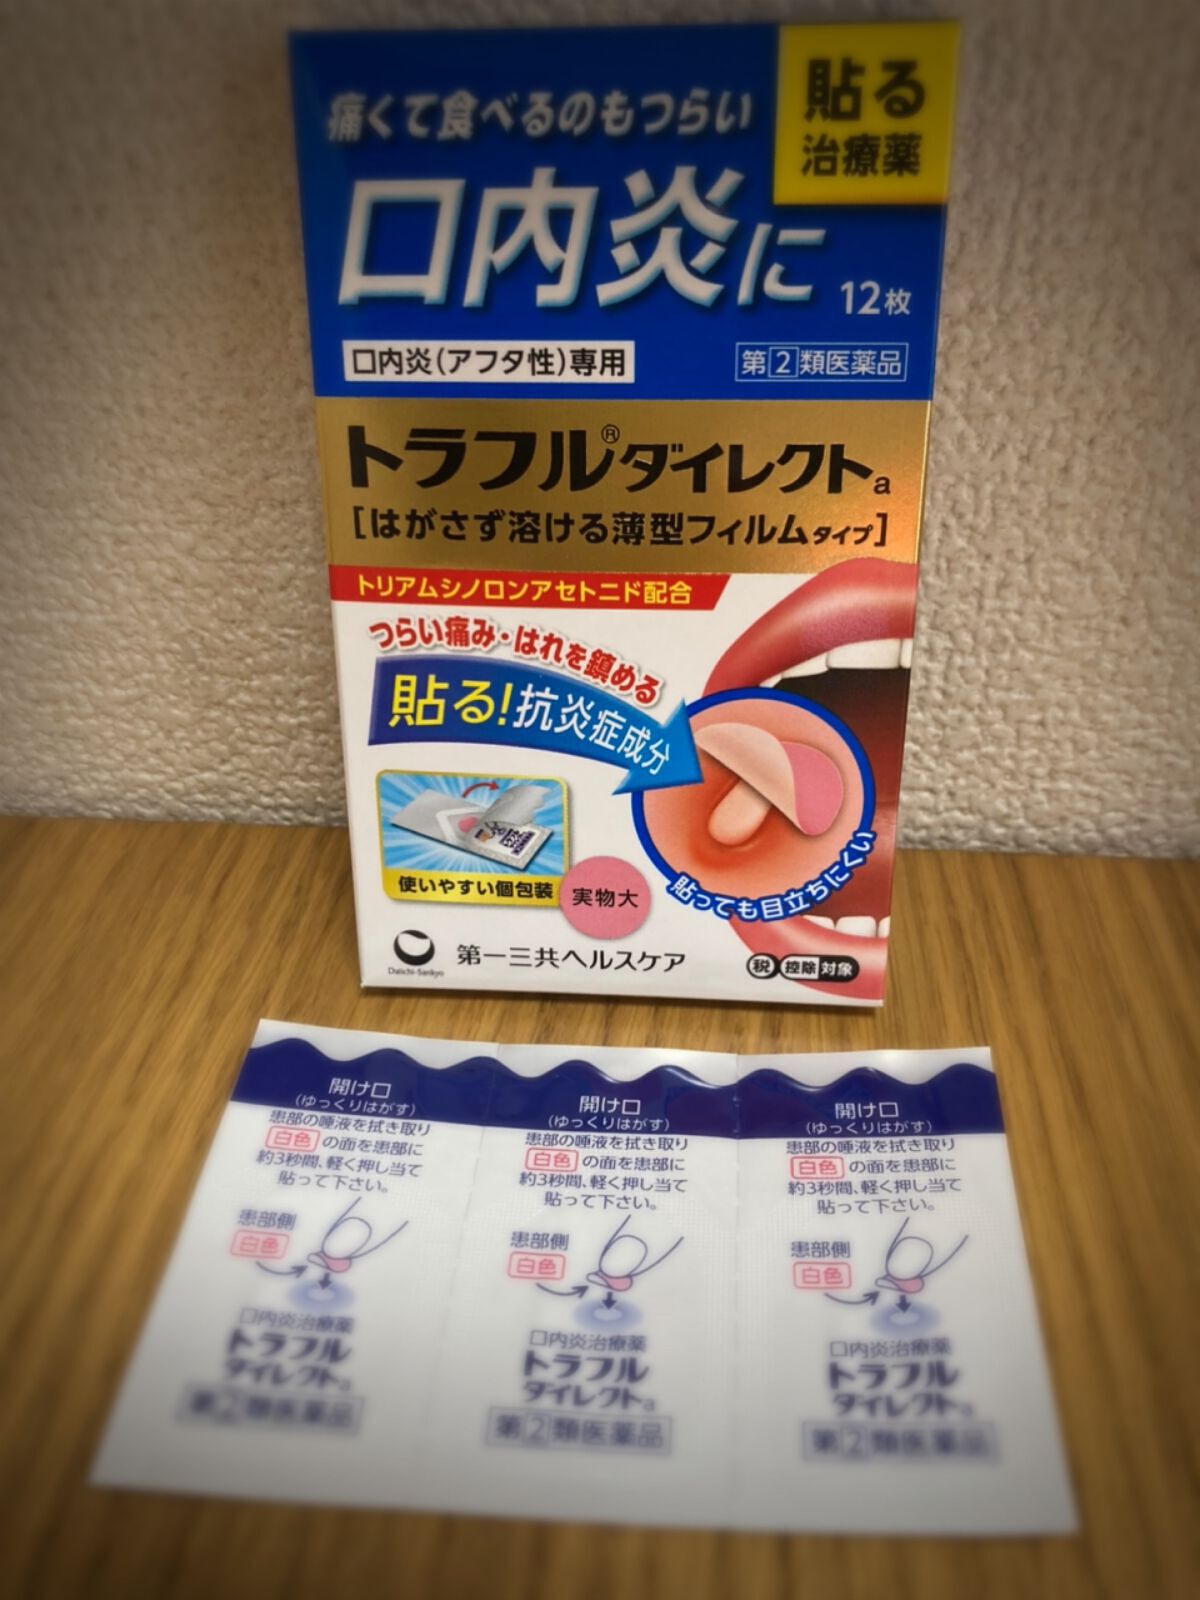 痛くて食べるのもつらい
貼る
治療薬
口内炎に
12枚
口内炎(アフタ性)専用
第②類医薬品
トラフル®ダイレクトa
[はがさず溶ける薄型フィルムタイプ]
トリアムシノロンアセトニド配合
つらい痛み・はれを鎮める
貼る!抗炎症成分
使いやすい個包装
実物大
貼っても目立ちにくい
Daiichi-Sankyo
第一三共ヘルスケア
税 控除対象
開け口
(ゆっくりはがす)
患部の唾液を拭き取り
白色の面を患部に
約3秒間、軽く押し当て
貼って下さい。
患部側
白色
口内炎治療薬
トラフル
ダイレクトa
第②類医薬品
開け口
(ゆっくりはがす)
患部の唾液を拭き取り
白色の面を患部に
約3秒間、軽く押し当て
貼って下さい。
患部側
白色
口内炎治療薬
トラフル
ダイレクトa
第②類医薬品
開け口
(ゆっくりはがす)
患部の唾液を拭き取り
白色の面を患部に
約3秒間、軽く押し当て
貼って下さい。
患部側
白色
口内炎治療薬
トラフル
ダイレクトa
第②類医薬品